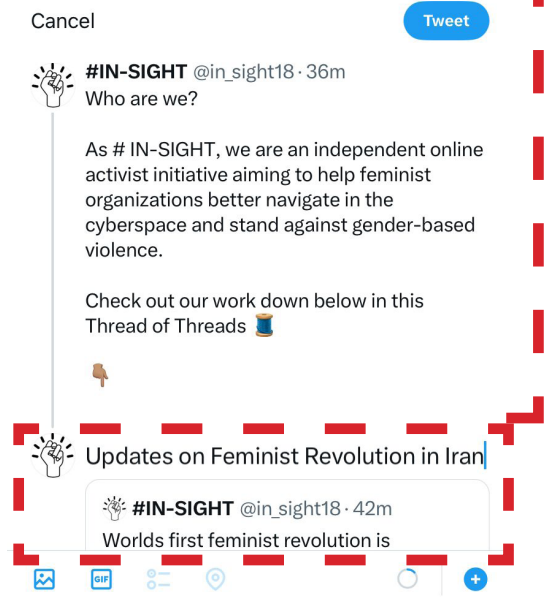 Cancel
Tweet
#IN-SIGHT @in_sight18 · 36m
Who are we?
As # IN-SIGHT, we are an independent online
activist initiative aiming to help feminist
organizations better navigate in the
cyberspace and stand against gender-based
violence.
Check out our work down below in this
Thread of Threads 🧵
👇🏽
Updates on Feminist Revolution in Iran
#IN-SIGHT @in_sight18 · 42m
Worlds first feminist revolution is
GIF